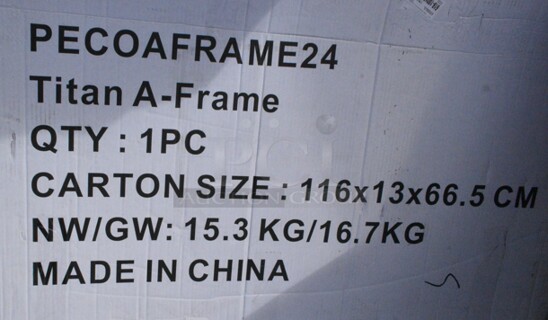 PECOAFRAME24
Titan A-Frame
QTY : 1PC
CARTON SIZE : 116x13x66.5 CM
NW/GW: 15.3 KG/16.7KG
MADE IN CHINA